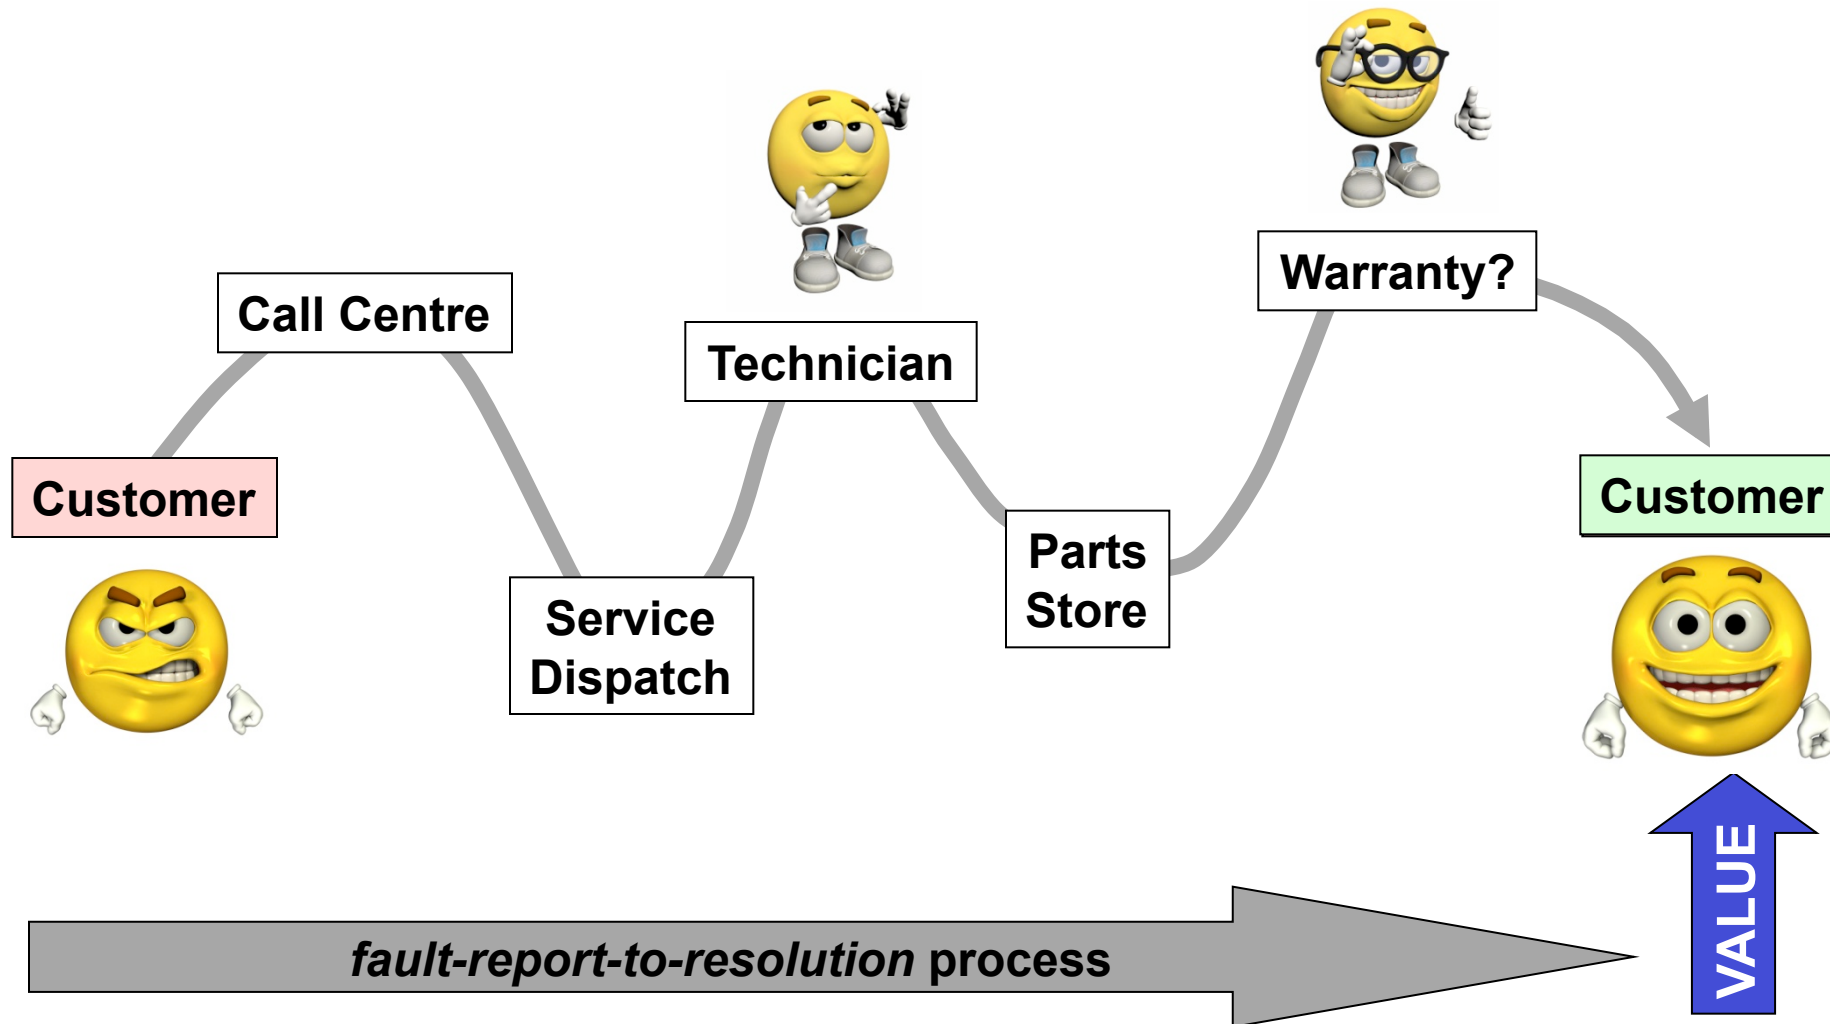 Customer
Call Centre
Service
Dispatch
Technician
Parts
Store
Warranty?
Customer
VALUE
fault-report-to-resolution process